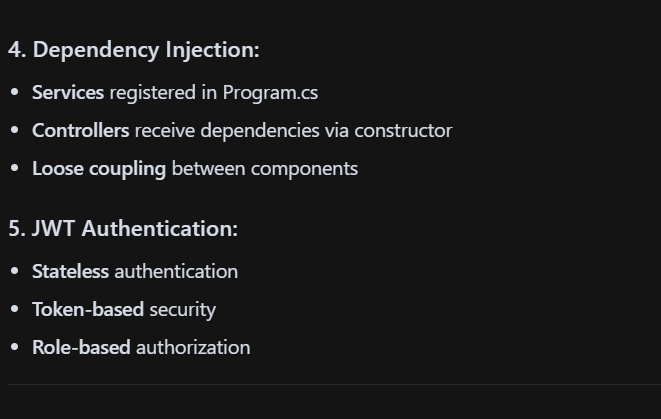 4. Dependency Injection:
• Services registered in Program.cs
• Controllers receive dependencies via constructor
• Loose coupling between components
5. JWT Authentication:
• Stateless authentication
• Token-based security
• Role-based authorization